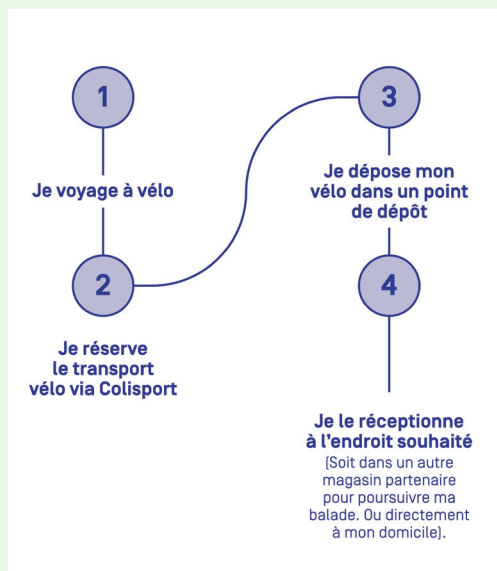 1
Je voyage à vélo
2
Je réserve
le transport
vélo via Colisport
3
Je dépose mon
vélo dans un point
de dépôt
4
Je le réceptionne
à l’endroit souhaité
(Soit dans un autre
magasin partenaire
pour poursuivre ma
balade. Ou directement
à mon domicile).